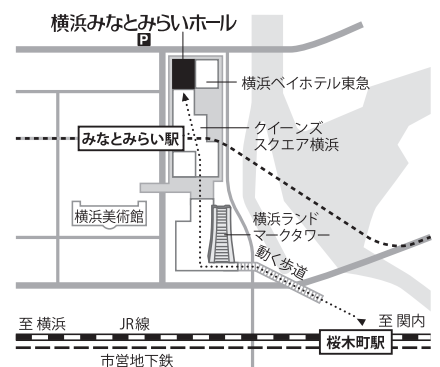 横浜みなとみらいホール
P
横浜ベイホテル東急
みなとみらい駅
クイーンズ
スクエア横浜
横浜美術館
横浜ランド
マークタワー
動く歩道
至 横浜
JR線
至 関内
桜木町駅
市営地下鉄